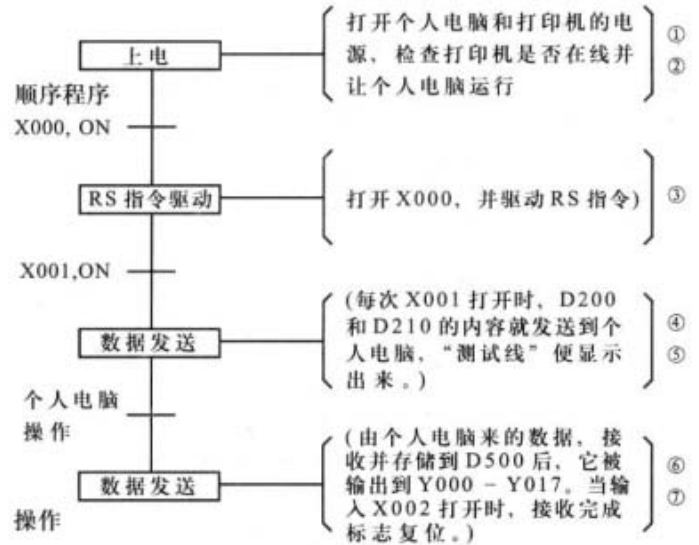 上电
打开个人电脑和打印机的电
源，检查打印机是否在线并
让个人电脑运行
①
②
顺序程序
X000, ON
RS 指令驱动
打开 X000，并驱动 RS 指令)
③
X001,ON
数据发送
(每次 X001 打开时，D200
和 D210 的内容就发送到个
人电脑，“测试线”便显示
出来。)
④
⑤
个人电脑
操作
数据发送
(由个人电脑来的数据，接
收并存储到 D500 后，它被
输出到 Y000 - Y017。当输
入 X002 打开时，接收完成
标志复位。)
⑥
⑦
操作